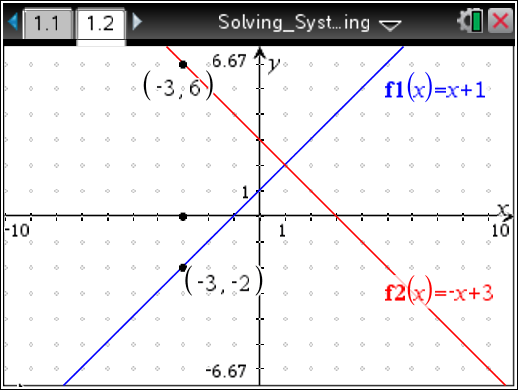 1.1 1.2 Solving_Syst...ing
6.67 y
(-3, 6)
f1(x)=x+1
1
x
-10 1 10
(-3, -2)
f2(x)=-x+3
-6.67